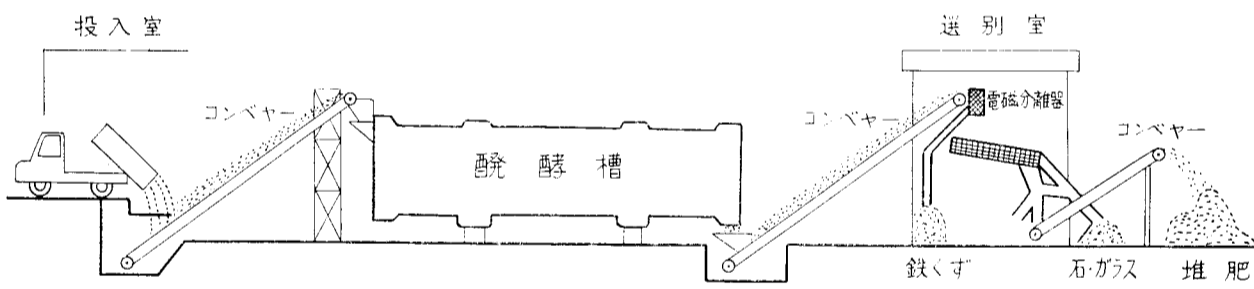 投入室
選別室
コンベヤー
コンベヤー
電磁分離器
コンベヤー
醗酵槽
鉄くず
石・ガラス
堆肥